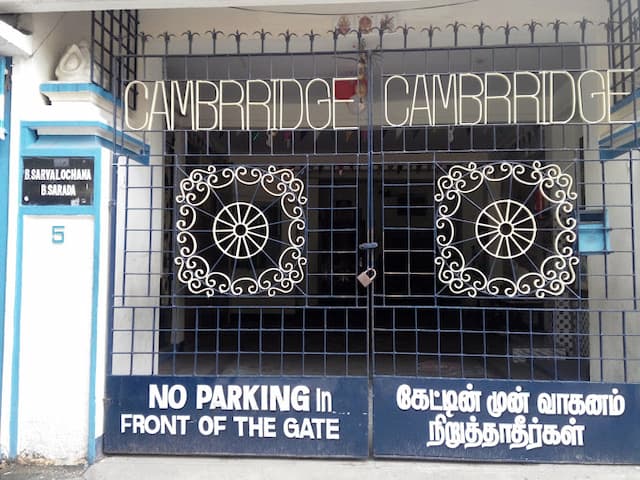 CAMBRRIDGE CAMBRRIDGE
B.SARVALOCHANA
B.SARADA
5
NO PARKING In
FRONT OF THE GATE
கேட்டின் முன் வாகனம்
நிறுத்தாதீர்கள்